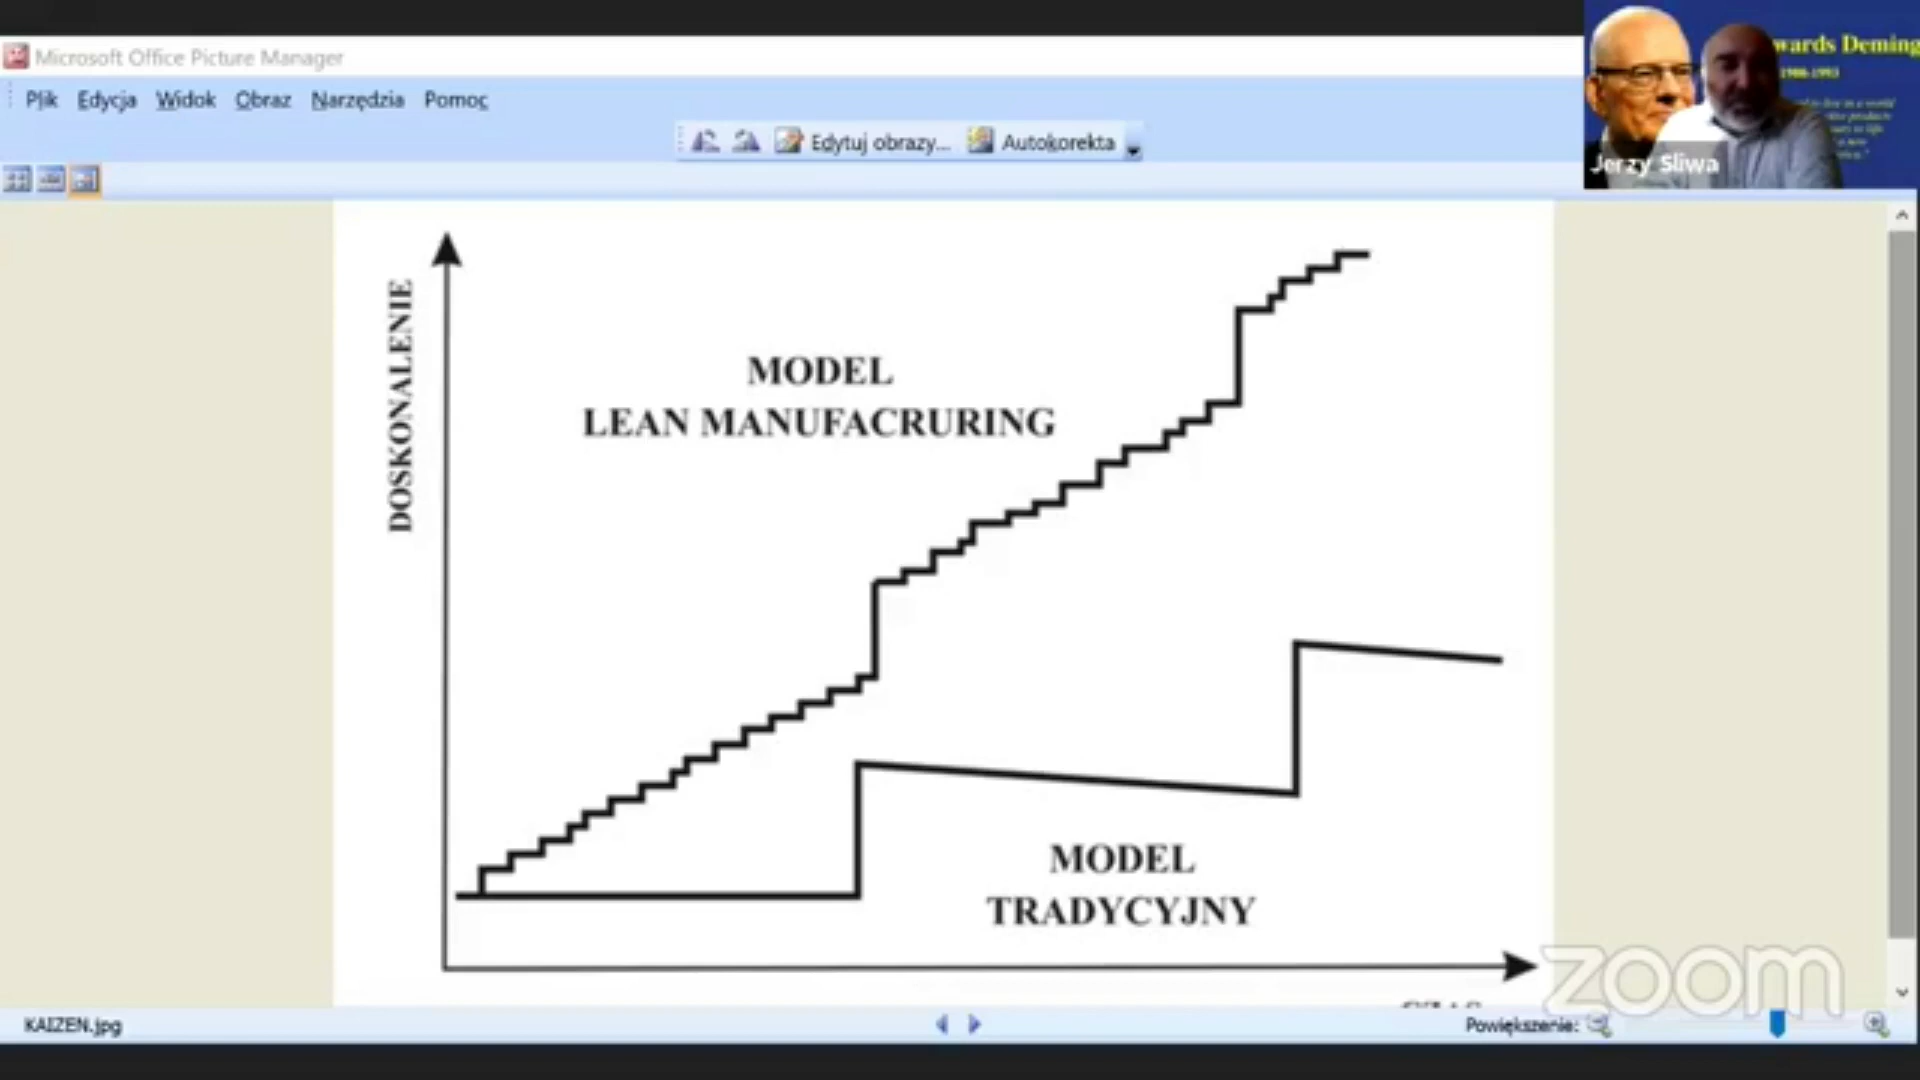 Microsoft Office Picture Manager
Plik Edycja Widok Obraz Narzędzia Pomoc
Edytuj obrazy... Autokorekta
wards Deming
Jerzy Sliwa
DOSKONALENIE
MODEL
LEAN MANUFACRURING
MODEL
TRADYCYJNY
zoom
KAIZEN.jpg
Powiększenie: